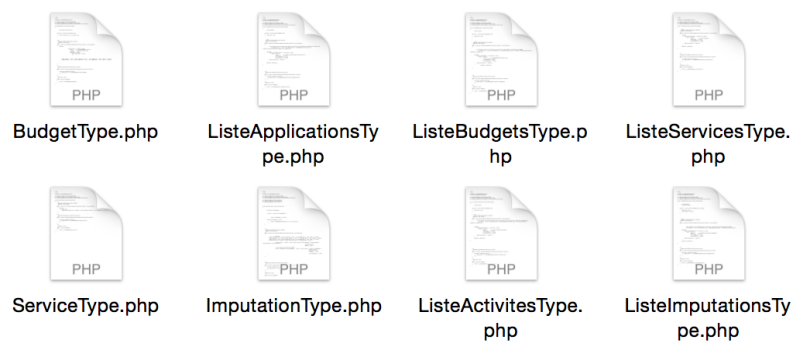 PHP PHP PHP PHP
BudgetType.php ListeApplicationsTy ListeBudgetsType.p ListeServicesType.
pe.php hp php
PHP PHP PHP PHP
ServiceType.php ImputationType.php ListeActivitesType. ListeImputationsTy
php pe.php